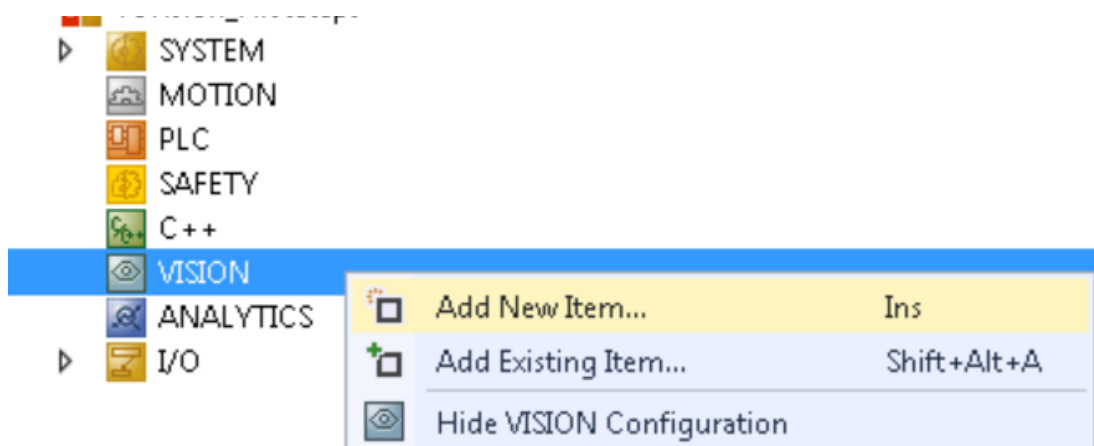 SYSTEM
MOTION
PLC
SAFETY
C++
VISION
Add New Item... Ins
ANALYTICS
Add Existing Item... Shift+Alt+A
I/O
Hide VISION Configuration